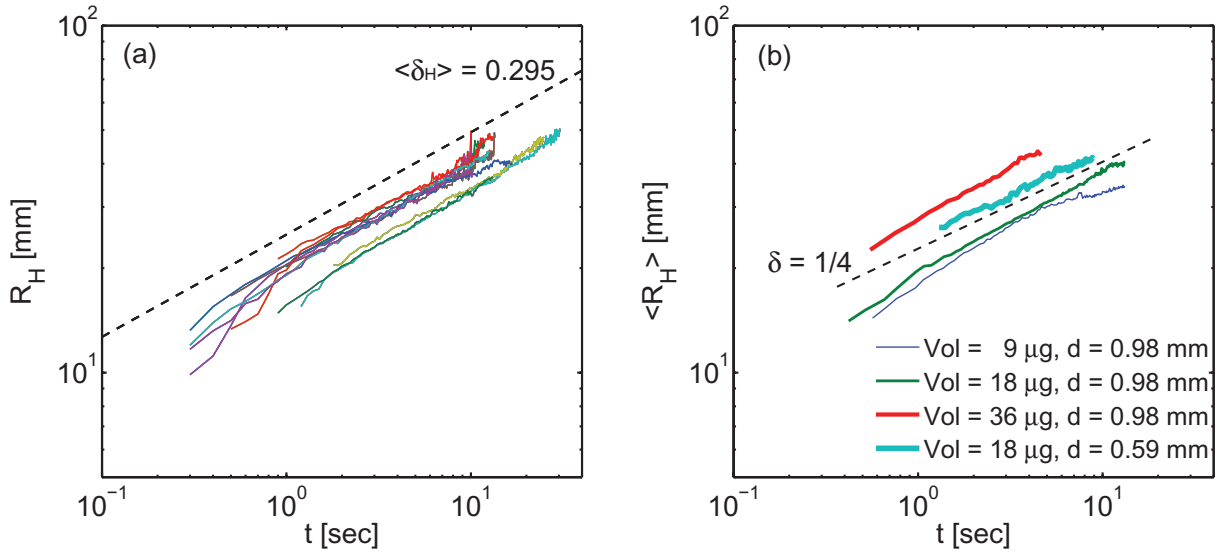 (a)
<δH> = 0.295
10²
10¹
R_H [mm]
10⁻¹ 10⁰ 10¹
t [sec]
(b)
10²
10¹
<R_H> [mm]
δ = 1/4
Vol = 9 μg, d = 0.98 mm
Vol = 18 μg, d = 0.98 mm
Vol = 36 μg, d = 0.98 mm
Vol = 18 μg, d = 0.59 mm
10⁻¹ 10⁰ 10¹
t [sec]